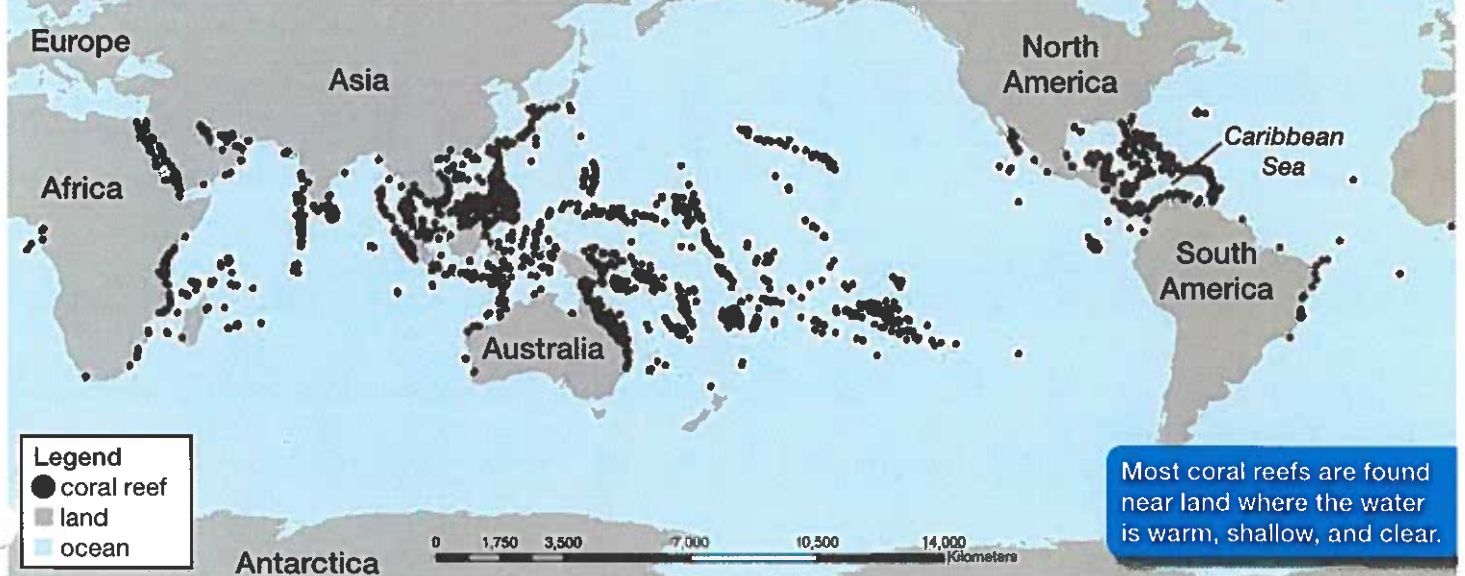 Europe
Asia
North
America
Caribbean
Sea
Africa
South
America
Australia
Legend
coral reef
land
ocean
Most coral reefs are found
near land where the water
is warm, shallow, and clear.
0 1,750 3,500 7,000 10,500 14,000
Kilometers
Antarctica